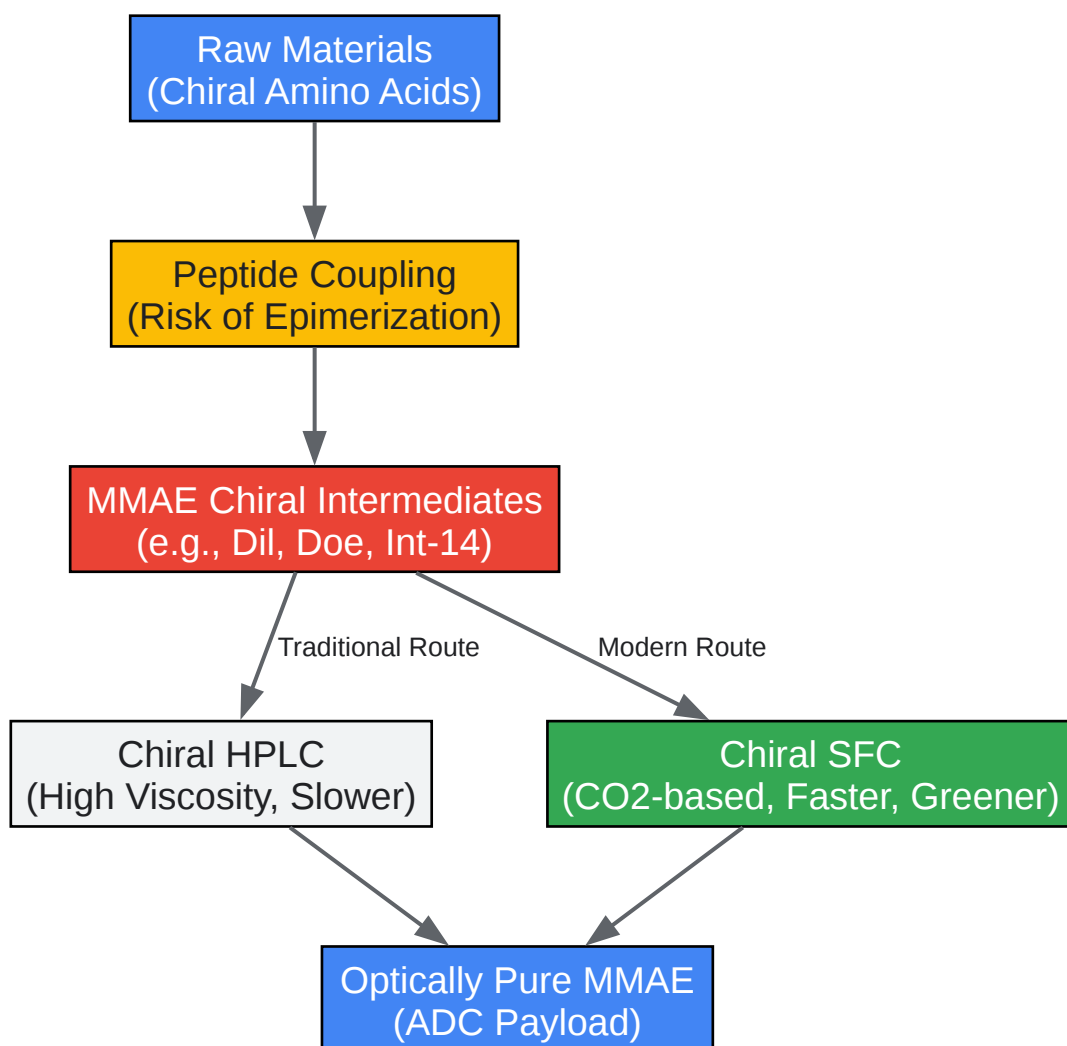 Raw Materials
(Chiral Amino Acids)
Peptide Coupling
(Risk of Epimerization)
MMAE Chiral Intermediates
(e.g., Dil, Doe, Int-14)
Traditional Route
Modern Route
Chiral HPLC
(High Viscosity, Slower)
Chiral SFC
(CO2-based, Faster, Greener)
Optically Pure MMAE
(ADC Payload)